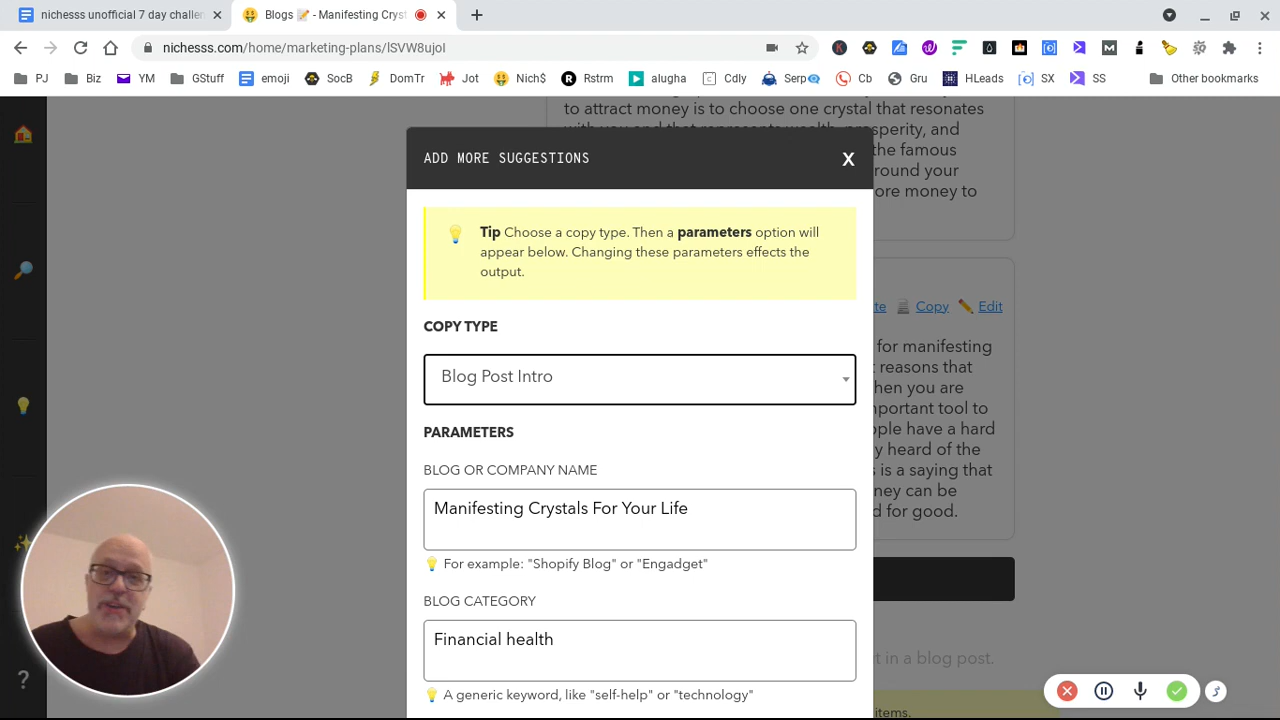 nichesss unofficial 7 day challer
Blogs 📝 - Manifesting Cryst
nichesss.com/home/marketing-plans/lSVW8ujoI
PJ Biz YM GStuff emoji SocB DomTr Jot Nich$ Rstrm alugha Cdly Serp Cb Gru HLeads SX SS Other bookmarks
to attract money is to choose one crystal that resonates
with you and that represents wealth, prosperity, and
the famous
round your
ore money to
ADD MORE SUGGESTIONS
X
Tip Choose a copy type. Then a parameters option will
appear below. Changing these parameters effects the
output.
te Copy Edit
COPY TYPE
Blog Post Intro
PARAMETERS
BLOG OR COMPANY NAME
Manifesting Crystals For Your Life
For example: "Shopify Blog" or "Engadget"
BLOG CATEGORY
Financial health
A generic keyword, like "self-help" or "technology"
for manifesting
t reasons that
hen you are
mportant tool to
ople have a hard
y heard of the
s is a saying that
ney can be
d for good.
t in a blog post.
items.
?